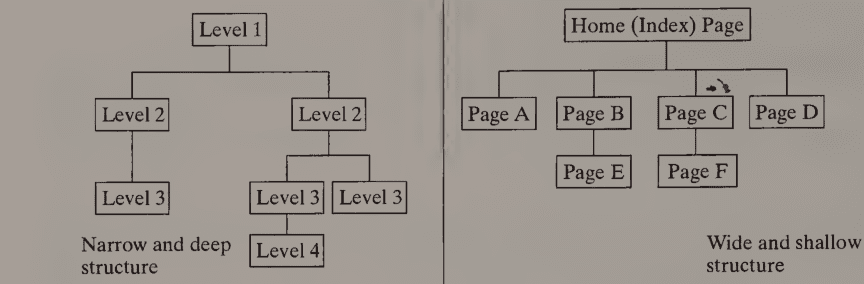 Level 1
Level 2
Level 2
Level 3
Level 3
Level 3
Level 4
Narrow and deep
structure
Home (Index) Page
Page A
Page B
Page C
Page D
Page E
Page F
Wide and shallow
structure